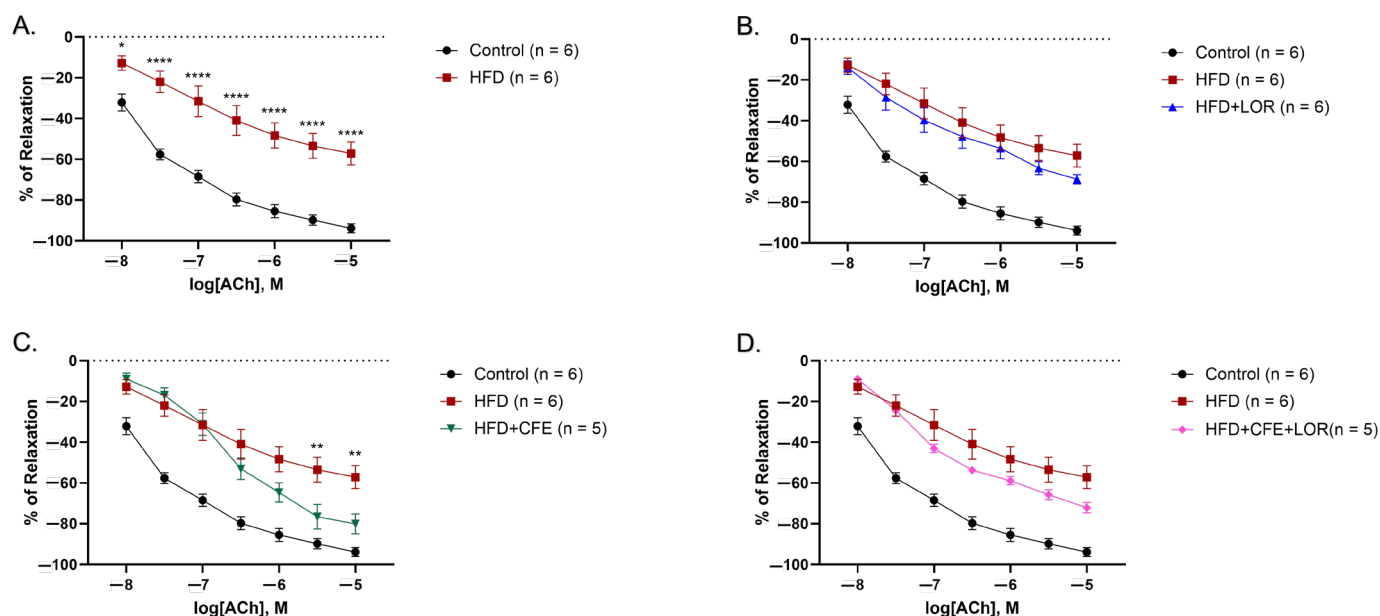 A.
Control (n = 6)
HFD (n = 6)
% of Relaxation
0
−20
−40
−60
−80
−100
* **** **** **** **** **** ****
−8 −7 −6 −5
log[ACh], M
B.
Control (n = 6)
HFD (n = 6)
HFD+LOR (n = 6)
% of Relaxation
0
−20
−40
−60
−80
−100
−8 −7 −6 −5
log[ACh], M
C.
Control (n = 6)
HFD (n = 6)
HFD+CFE (n = 5)
% of Relaxation
0
−20
−40
−60
−80
−100
** **
−8 −7 −6 −5
log[ACh], M
D.
Control (n = 6)
HFD (n = 6)
HFD+CFE+LOR(n = 5)
% of Relaxation
0
−20
−40
−60
−80
−100
−8 −7 −6 −5
log[ACh], M